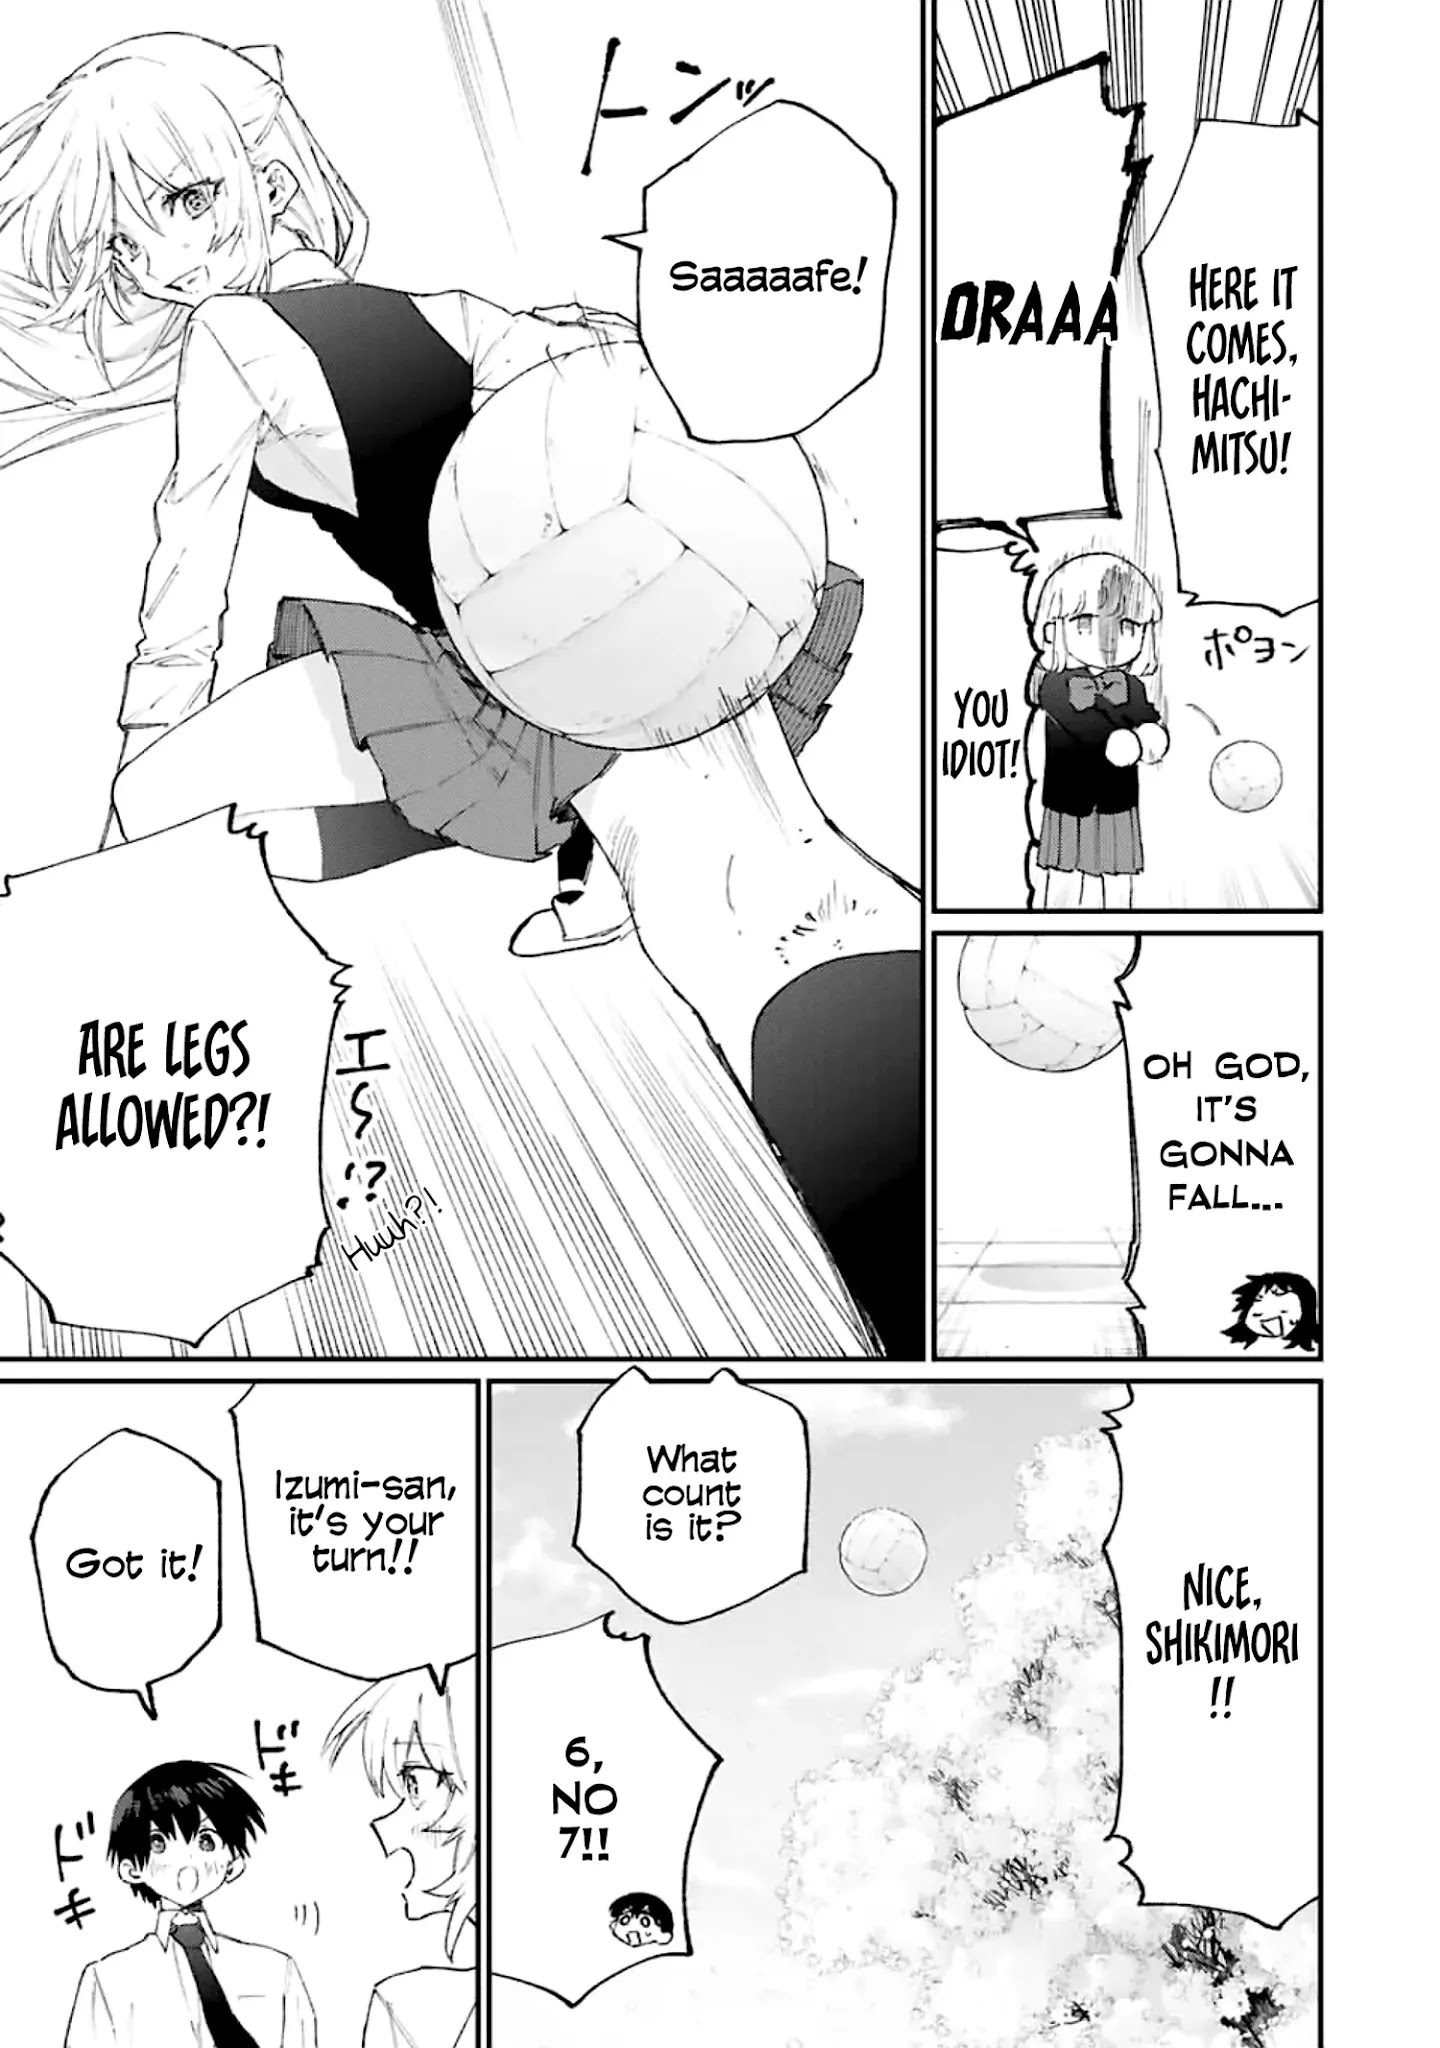 HERE IT
COMES,
HACHI-
MITSU!
ORAAA
YOU
IDIOT!
ポヨン
OH GOD,
IT'S
GONNA
FALL...
トンッ
Saaaaafe!
ARE LEGS
ALLOWED?!
エ〜!?
Huuh?!
NICE,
SHIKIMORI
!!
What
count
is it?
6,
NO
7!!
Izumi-san,
it's your
turn!!
Got it!
ドキ
ドキ